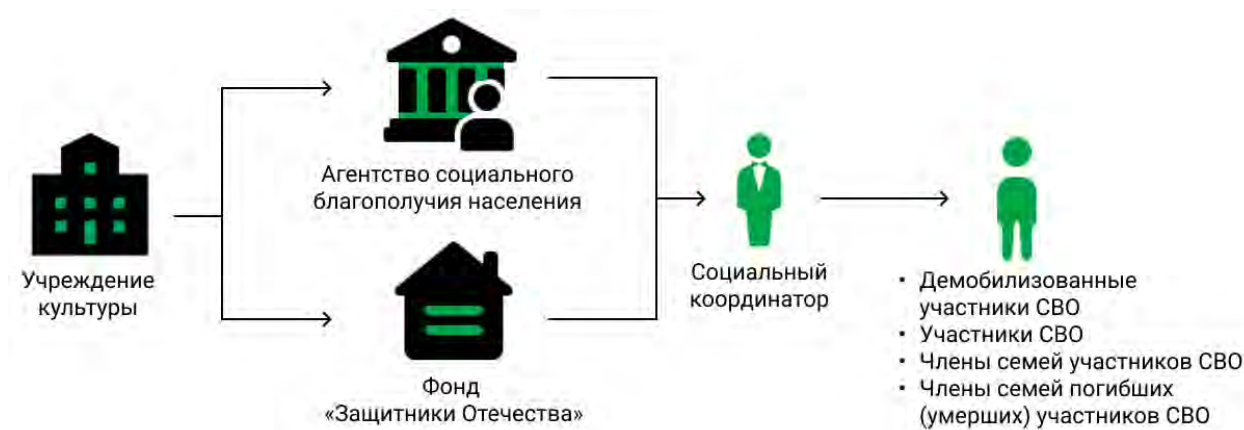 Агентство социального
благополучия населения
Учреждение
культуры
Фонд
«Защитники Отечества»
Социальный
координатор
• Демобилизованные
участники СВО
• Участники СВО
• Члены семей участников СВО
• Члены семей погибших
(умерших) участников СВО